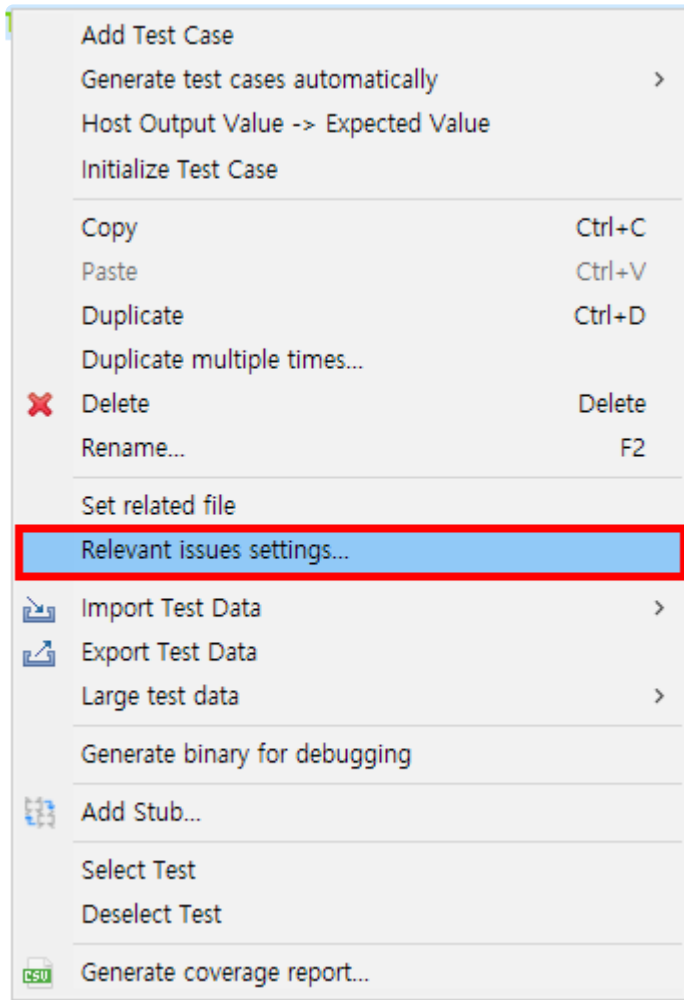 Add Test Case
Generate test cases automatically >
Host Output Value -> Expected Value
Initialize Test Case
Copy Ctrl+C
Paste Ctrl+V
Duplicate Ctrl+D
Duplicate multiple times...
Delete Delete
Rename... F2
Set related file
Relevant issues settings...
Import Test Data >
Export Test Data
Large test data >
Generate binary for debugging
Add Stub...
Select Test
Deselect Test
CSV Generate coverage report...